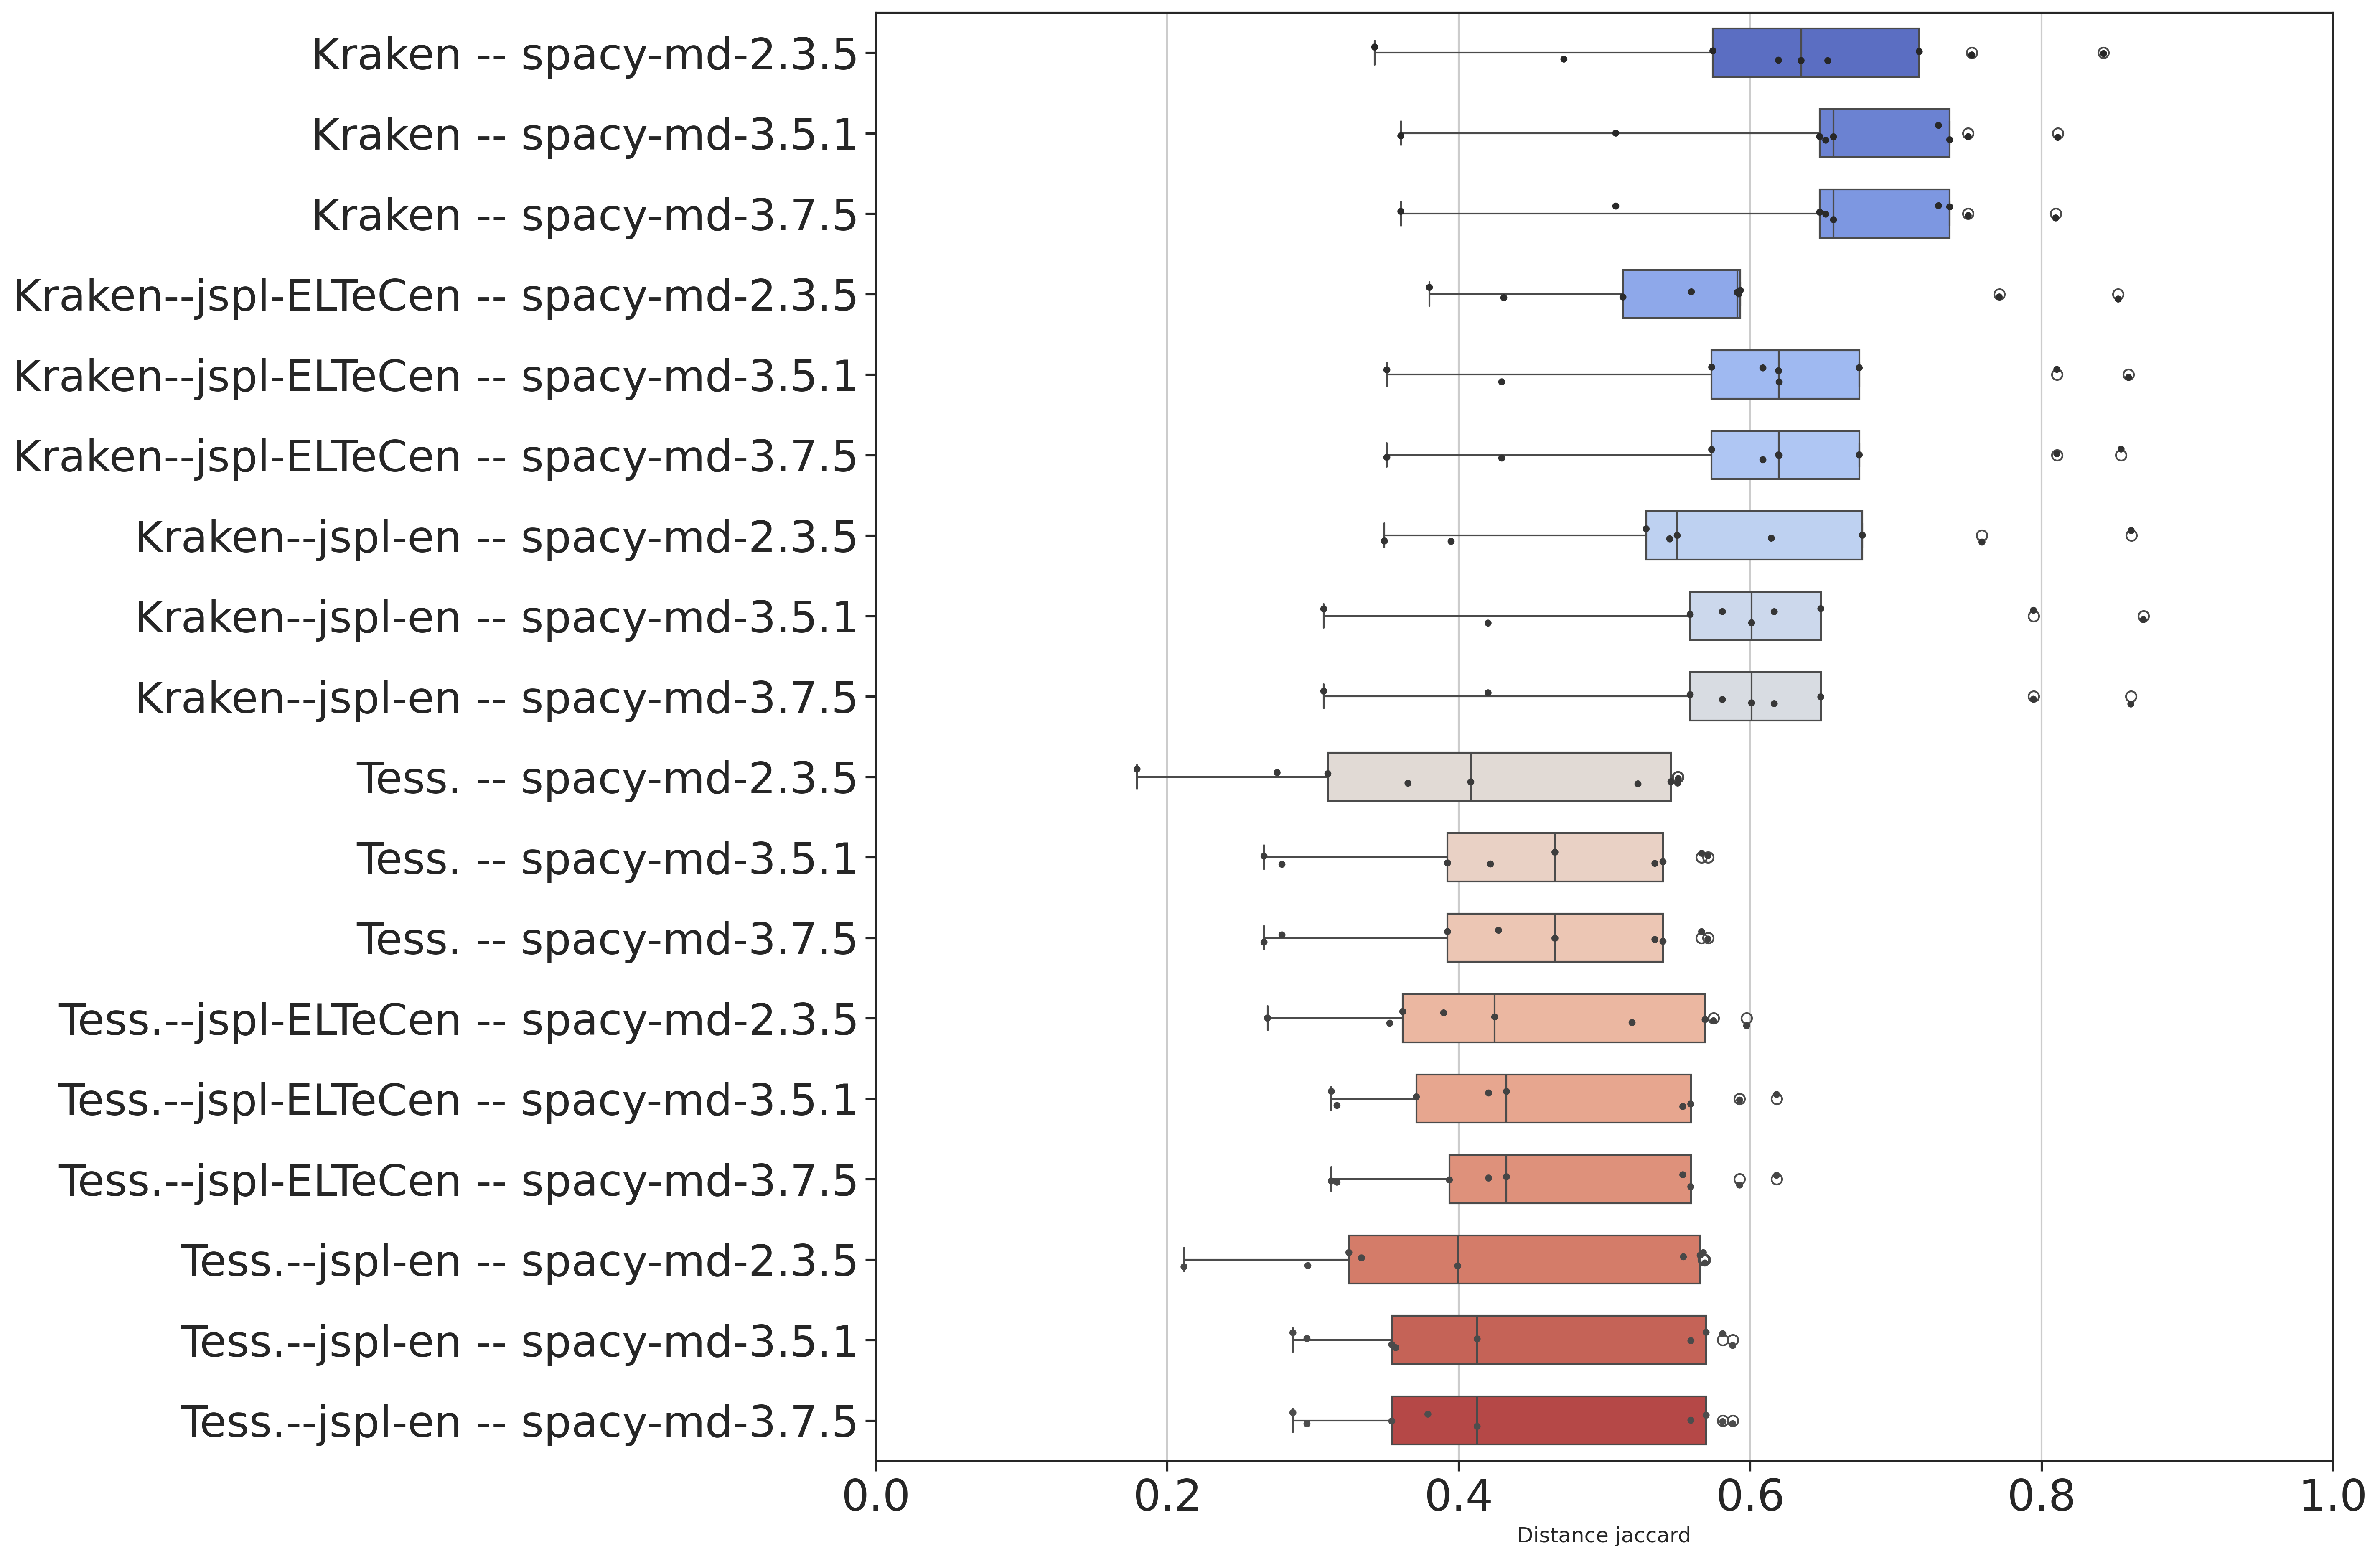 Kraken -- spacy-md-2.3.5
Kraken -- spacy-md-3.5.1
Kraken -- spacy-md-3.7.5
Kraken--jspl-ELTeCen -- spacy-md-2.3.5
Kraken--jspl-ELTeCen -- spacy-md-3.5.1
Kraken--jspl-ELTeCen -- spacy-md-3.7.5
Kraken--jspl-en -- spacy-md-2.3.5
Kraken--jspl-en -- spacy-md-3.5.1
Kraken--jspl-en -- spacy-md-3.7.5
Tess. -- spacy-md-2.3.5
Tess. -- spacy-md-3.5.1
Tess. -- spacy-md-3.7.5
Tess.--jspl-ELTeCen -- spacy-md-2.3.5
Tess.--jspl-ELTeCen -- spacy-md-3.5.1
Tess.--jspl-ELTeCen -- spacy-md-3.7.5
Tess.--jspl-en -- spacy-md-2.3.5
Tess.--jspl-en -- spacy-md-3.5.1
Tess.--jspl-en -- spacy-md-3.7.5
0.0 0.2 0.4 0.6 0.8 1.0
Distance jaccard